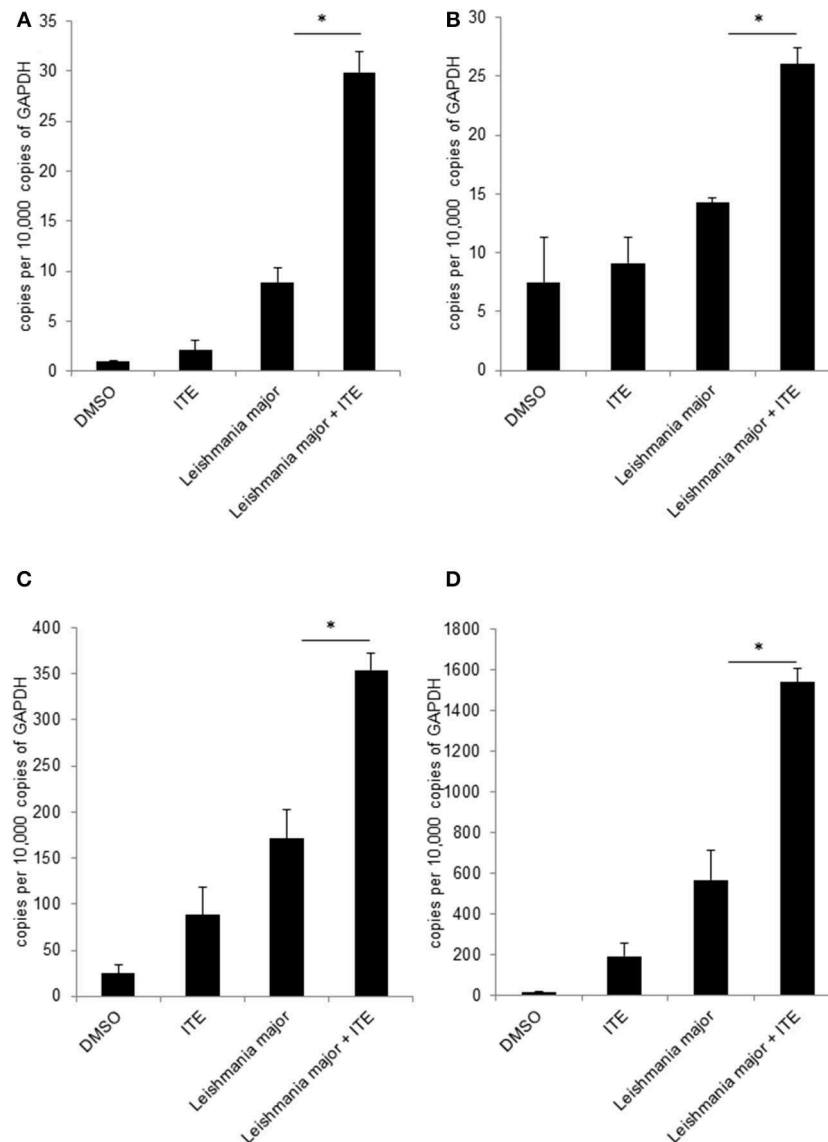 A
copies per 10,000 copies of GAPDH
35
30
25
20
15
10
5
0
*
DMSO
ITE
Leishmania major
Leishmania major + ITE
B
copies per 10,000 copies of GAPDH
30
25
20
15
10
5
0
*
DMSO
ITE
Leishmania major
Leishmania major + ITE
C
copies per 10,000 copies of GAPDH
400
350
300
250
200
150
100
50
0
*
DMSO
ITE
Leishmania major
Leishmania major + ITE
D
copies per 10,000 copies of GAPDH
1800
1600
1400
1200
1000
800
600
400
200
0
*
DMSO
ITE
Leishmania major
Leishmania major + ITE